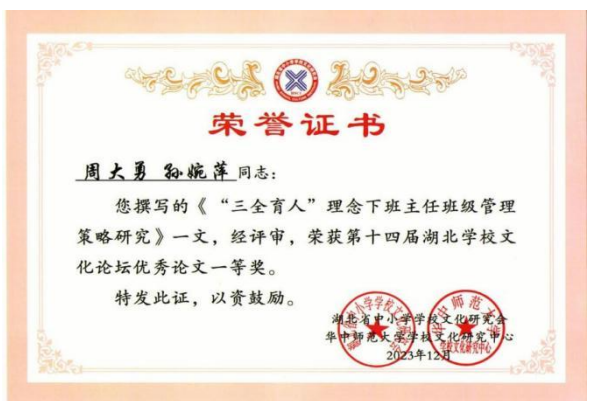 荣誉证书
周大勇 孙婉萍 同志：
您撰写的《“三全育人”理念下班主任班级管理
策略研究》一文，经评审，荣获第十四届湖北学校文
化论坛优秀论文一等奖。
特发此证，以资鼓励。
湖北省中小学学校文化研究会
华中师范大学学校文化研究中心
2023年12月